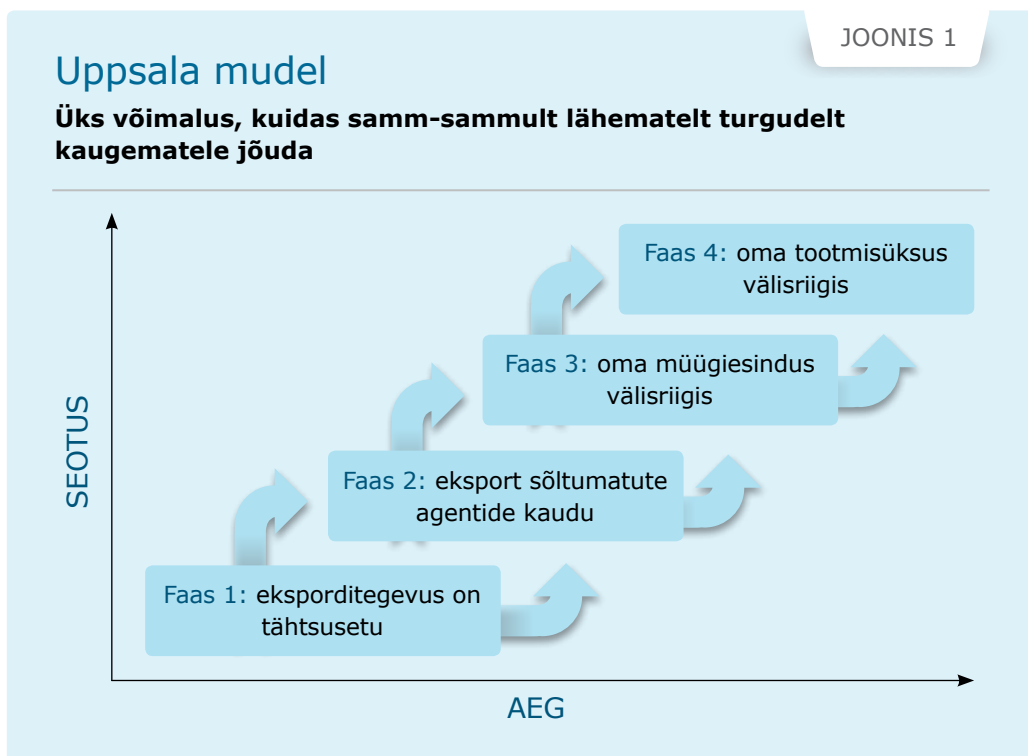 JOONIS 1
Uppsala mudel
Üks võimalus, kuidas samm-sammult lähematelt turgudelt
kaugematele jõuda
Faas 4: oma tootmisüksus
välisriigis
Faas 3: oma müügiesindus
välisriigis
Faas 2: eksport sõltumatute
agentide kaudu
Faas 1: eksporditegevus on
tähtsusetu
SEOTUS
AEG